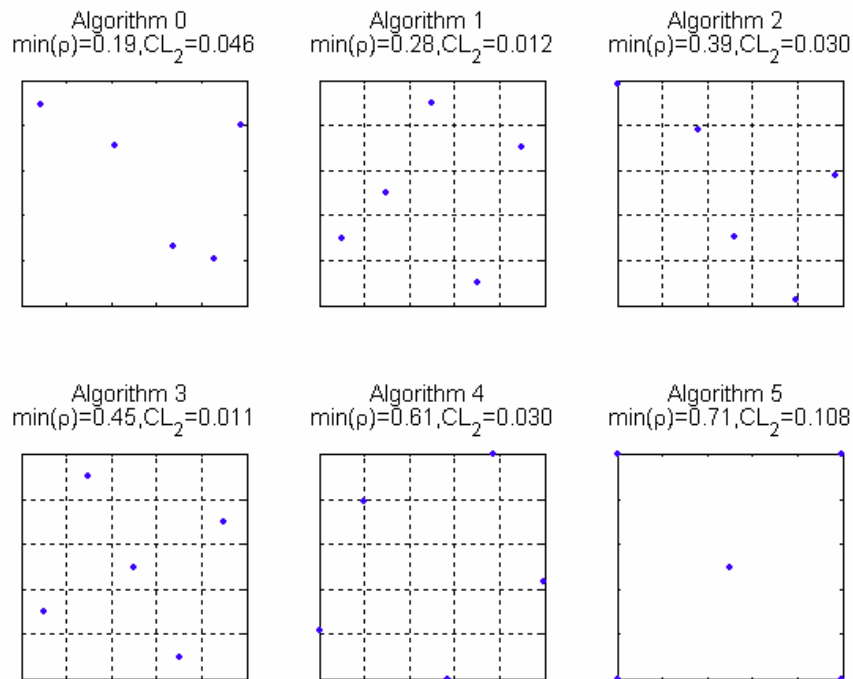 Algorithm 0
min(ρ)=0.19,CL₂=0.046
Algorithm 1
min(ρ)=0.28,CL₂=0.012
Algorithm 2
min(ρ)=0.39,CL₂=0.030
Algorithm 3
min(ρ)=0.45,CL₂=0.011
Algorithm 4
min(ρ)=0.61,CL₂=0.030
Algorithm 5
min(ρ)=0.71,CL₂=0.108